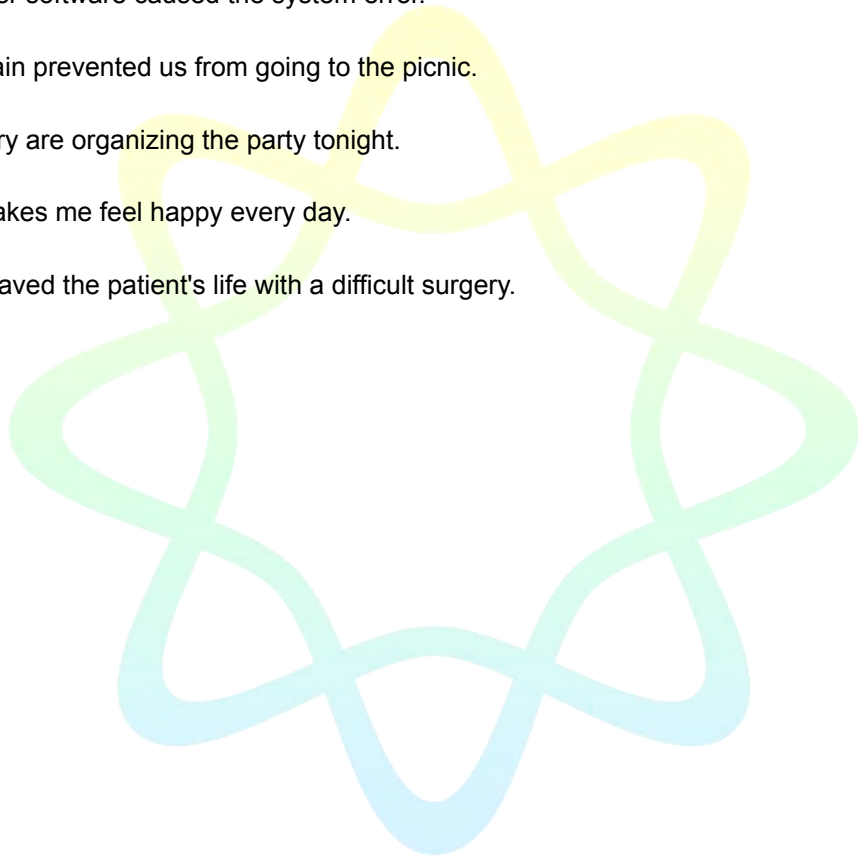 software caused the system error.
prevented us from going to the picnic.
are organizing the party tonight.
me feel happy every day.
the patient's life with a difficult surgery.